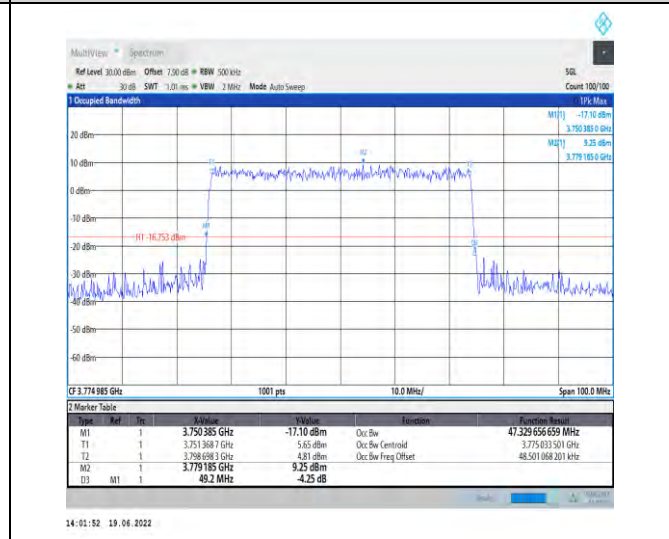 MultiView Spectrum
Ref Level 30.00 dBm Offset 7.90 dB RBW 500 kHz SGL
Att 30 dB SWT 1.01 ms VBW 2 MHz Mode Auto Sweep Count 100/100
1 Occupied Bandwidth 1Pk Max
M1[1] -17.10 dBm
3.750 385 0 GHz
M2[1] 9.25 dBm
3.779 185 0 GHz
20 dBm
10 dBm
0 dBm
-10 dBm
-20 dBm
-30 dBm
-40 dBm
-50 dBm
-60 dBm
M2
M1
H1 -16.753 dBm
CF 3.774 985 GHz 1001 pts 10.0 MHz/ Span 100.0 MHz
2 Marker Table
Type Ref Trc X-Value Y-Value Function Function Result
M1 1 3.750 385 GHz -17.10 dBm Occ Bw 47.329 656 659 MHz
T1 1 3.751 368 7 GHz 5.65 dBm Occ Bw Centroid 3.775 033 501 GHz
T2 1 3.798 698 3 GHz 4.81 dBm Occ Bw Freq Offset 48.501 068 201 kHz
M2 1 3.779 185 GHz 9.25 dBm
D3 M1 1 49.2 MHz -4.25 dB
14:01:52 19.06.2022